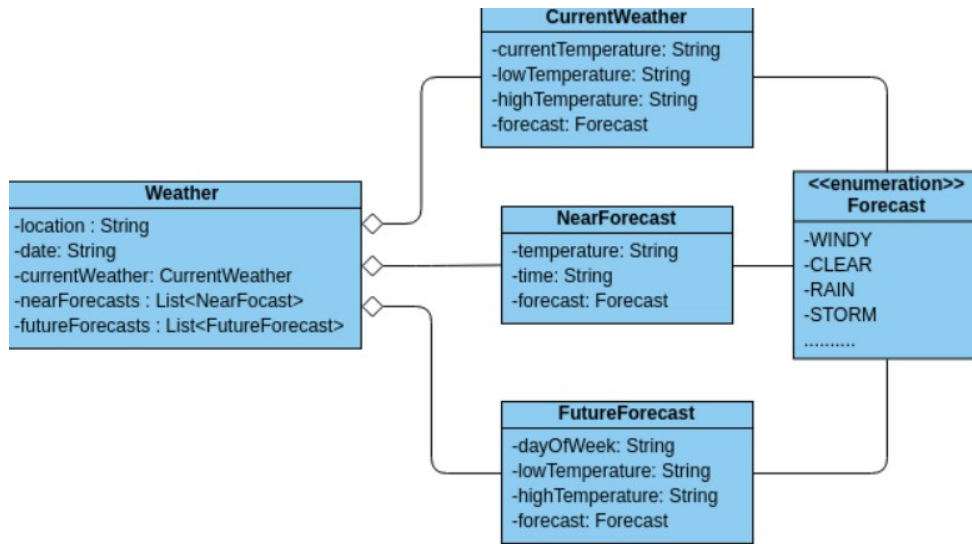 CurrentWeather
-currentTemperature: String
-lowTemperature: String
-highTemperature: String
-forecast: Forecast
Weather
-location : String
-date: String
-currentWeather: CurrentWeather
-nearForecasts : List<NearFocast>
-futureForecasts : List<FutureForecast>
NearForecast
-temperature: String
-time: String
-forecast: Forecast
<<enumeration>>
Forecast
-WINDY
-CLEAR
-RAIN
-STORM
..........
FutureForecast
-dayOfWeek: String
-lowTemperature: String
-highTemperature: String
-forecast: Forecast